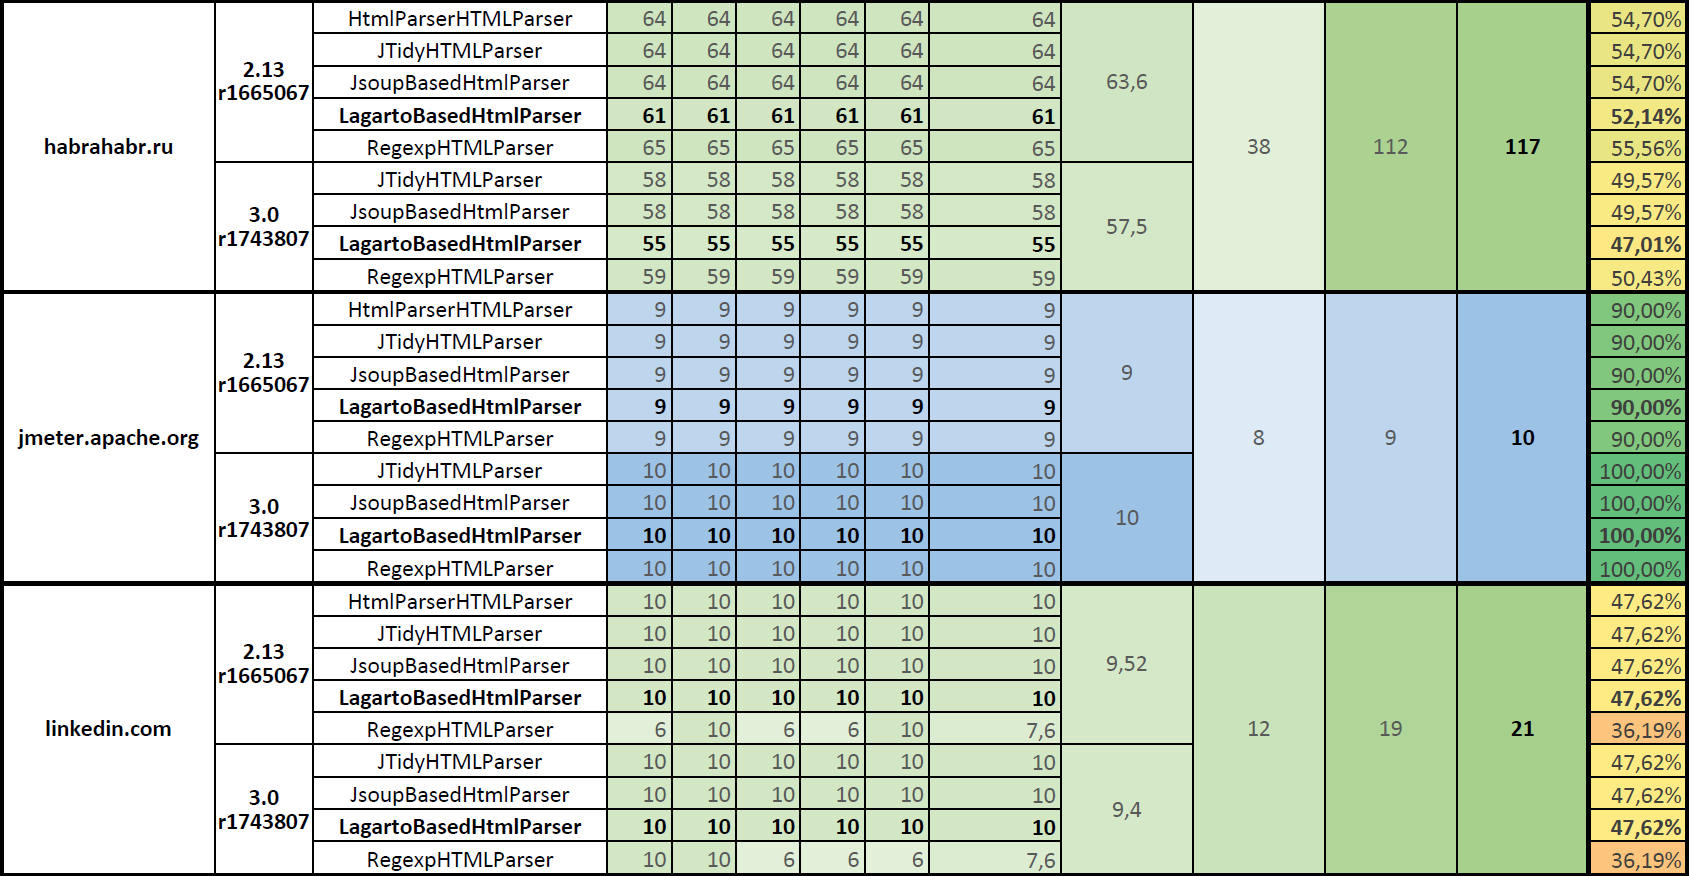 habrahabr.ru 2.13 r1665067 HtmlParserHTMLParser 64 64 64 64 64 64 63,6 38 112 117 54,70%
JTidyHTMLParser 64 64 64 64 64 64 54,70%
JsoupBasedHtmlParser 64 64 64 64 64 64 54,70%
LagartoBasedHtmlParser 61 61 61 61 61 61 52,14%
RegexpHTMLParser 65 65 65 65 65 65 55,56%
3.0 r1743807 JTidyHTMLParser 58 58 58 58 58 58 57,5 49,57%
JsoupBasedHtmlParser 58 58 58 58 58 58 49,57%
LagartoBasedHtmlParser 55 55 55 55 55 55 47,01%
RegexpHTMLParser 59 59 59 59 59 59 50,43%
jmeter.apache.org 2.13 r1665067 HtmlParserHTMLParser 9 9 9 9 9 9 9 8 9 10 90,00%
JTidyHTMLParser 9 9 9 9 9 9 90,00%
JsoupBasedHtmlParser 9 9 9 9 9 9 90,00%
LagartoBasedHtmlParser 9 9 9 9 9 9 90,00%
RegexpHTMLParser 9 9 9 9 9 9 90,00%
3.0 r1743807 JTidyHTMLParser 10 10 10 10 10 10 10 100,00%
JsoupBasedHtmlParser 10 10 10 10 10 10 100,00%
LagartoBasedHtmlParser 10 10 10 10 10 10 100,00%
RegexpHTMLParser 10 10 10 10 10 10 100,00%
linkedin.com 2.13 r1665067 HtmlParserHTMLParser 10 10 10 10 10 10 9,52 12 19 21 47,62%
JTidyHTMLParser 10 10 10 10 10 10 47,62%
JsoupBasedHtmlParser 10 10 10 10 10 10 47,62%
LagartoBasedHtmlParser 10 10 10 10 10 10 47,62%
RegexpHTMLParser 6 10 6 6 10 7,6 36,19%
3.0 r1743807 JTidyHTMLParser 10 10 10 10 10 10 9,4 47,62%
JsoupBasedHtmlParser 10 10 10 10 10 10 47,62%
LagartoBasedHtmlParser 10 10 10 10 10 10 47,62%
RegexpHTMLParser 10 10 6 6 6 7,6 36,19%